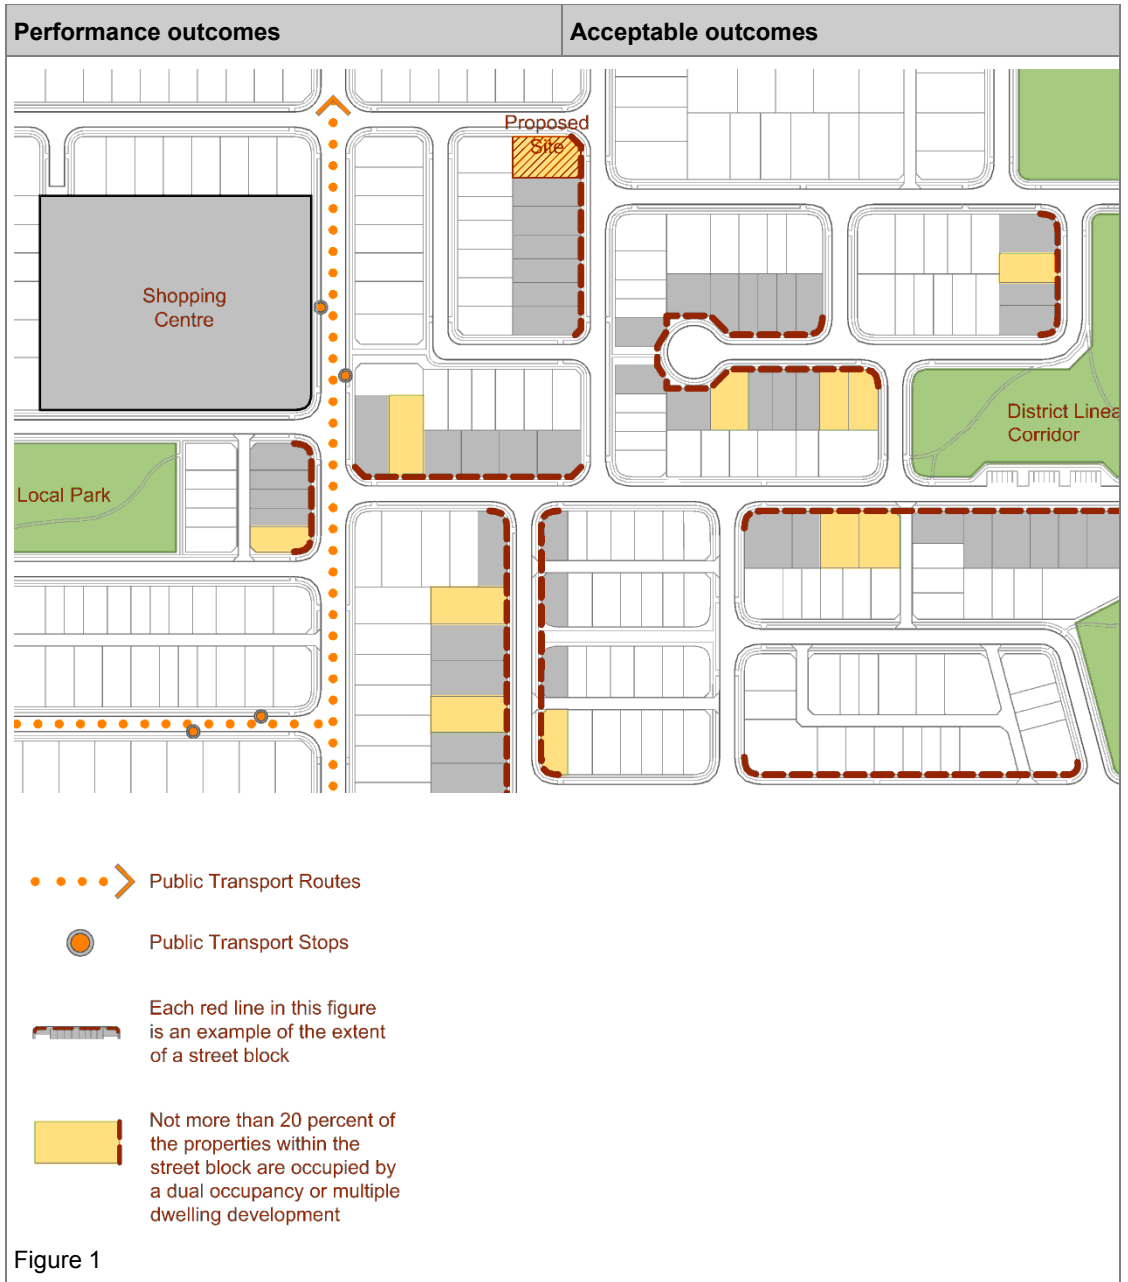 Performance outcomes
Acceptable outcomes
Proposed
Site
Shopping
Centre
District Linea
Corridor
Local Park
Public Transport Routes
Public Transport Stops
Each red line in this figure
is an example of the extent
of a street block
Not more than 20 percent of
the properties within the
street block are occupied by
a dual occupancy or multiple
dwelling development
Figure 1